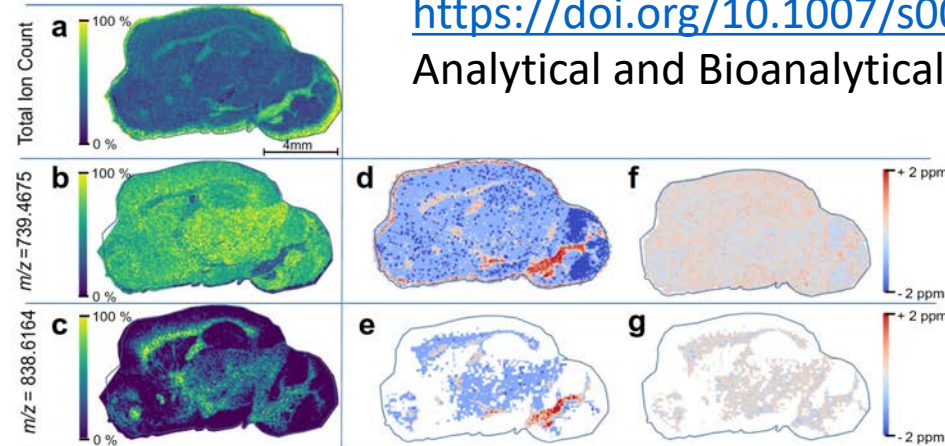 https://doi.org/10.1007/s00
Analytical and Bioanalytical
a
100 %
Total Ion Count
0 %
4mm
b
100 %
m/z =739.4675
0 %
d
f
+ 2 ppm
- 2 ppm
c
100 %
m/z = 838.6164
0 %
e
g
+ 2 ppm
- 2 ppm